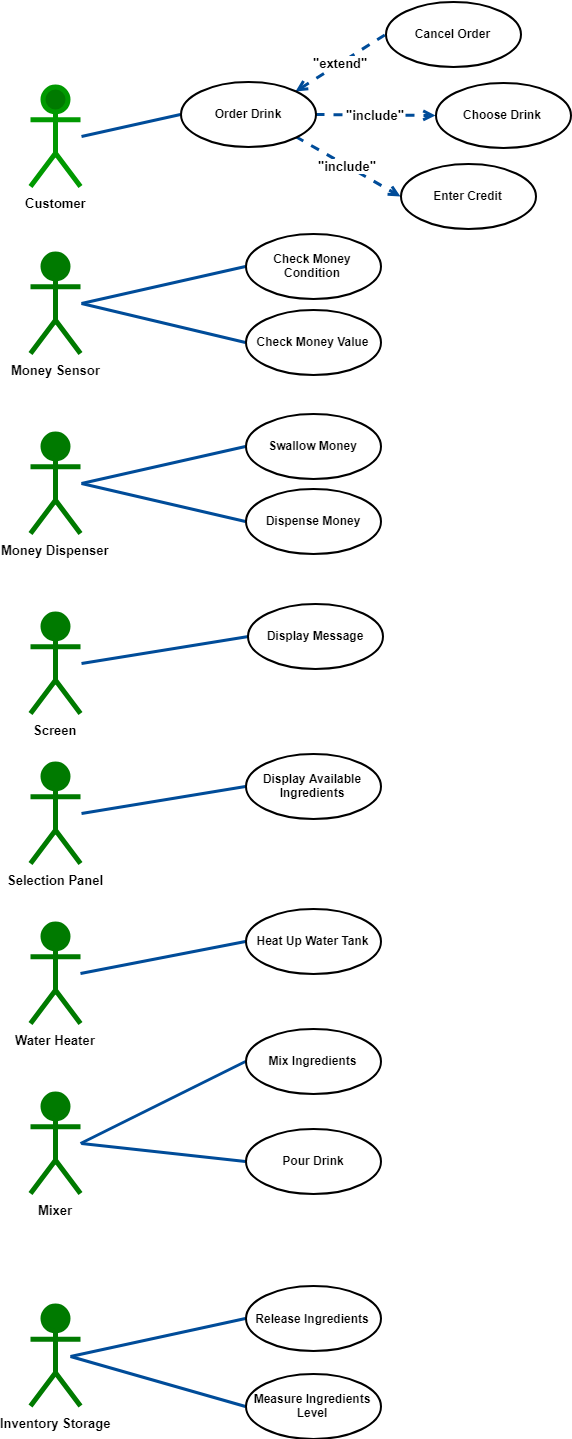 Cancel Order
"extend"
Order Drink
"include"
Choose Drink
"include"
Enter Credit
Customer
Check Money
Condition
Check Money Value
Money Sensor
Swallow Money
Dispense Money
Money Dispenser
Display Message
Screen
Display Available
Ingredients
Selection Panel
Heat Up Water Tank
Water Heater
Mix Ingredients
Pour Drink
Mixer
Release Ingredients
Measure Ingredients
Level
Inventory Storage